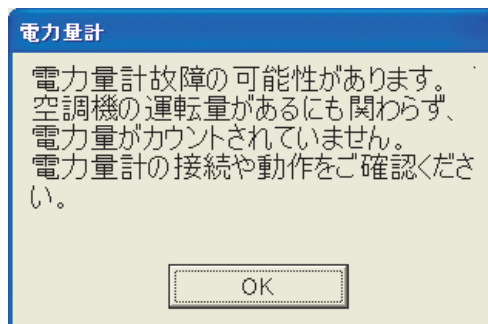 電力量計
電力量計故障の可能性があります。
空調機の運転量があるにも関わらず、
電力量がカウントされていません。
電力量計の接続や動作をご確認くださ
い。
OK